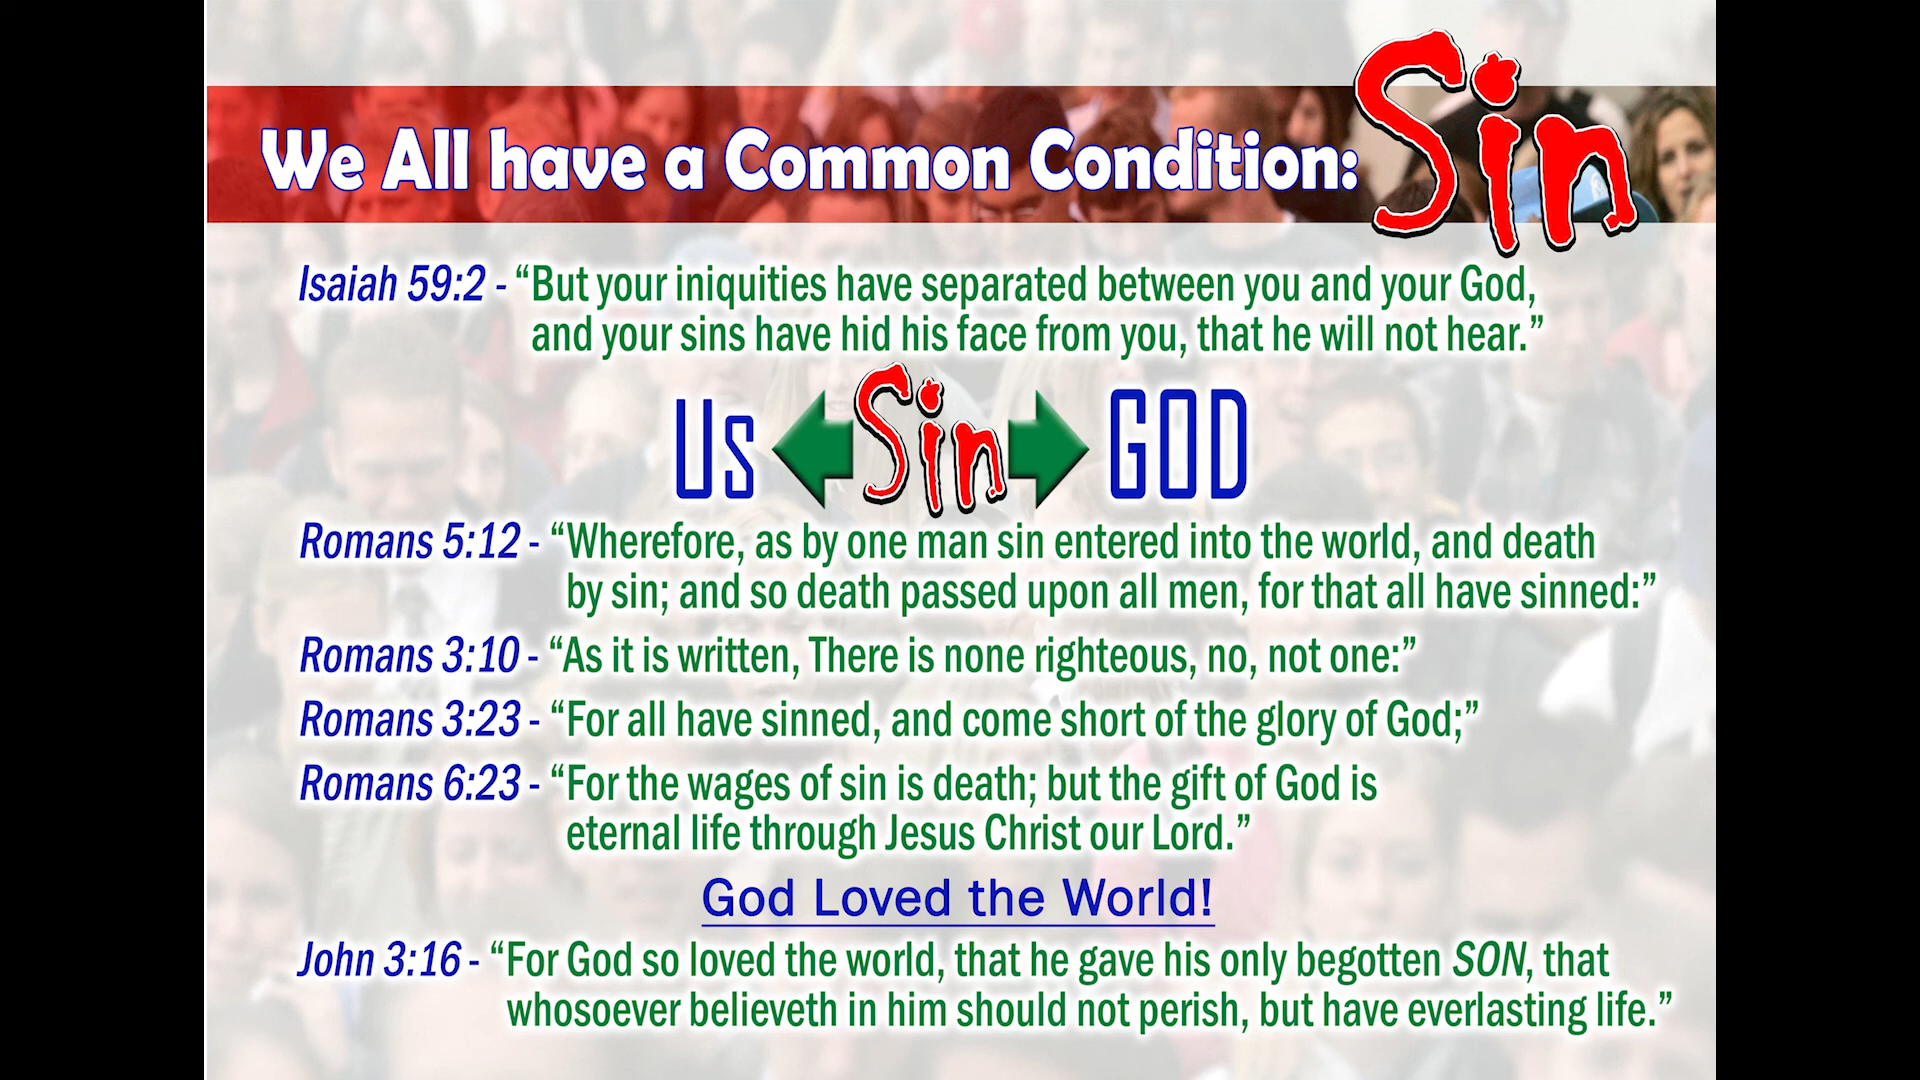 We All have a Common Condition: Sin
Isaiah 59:2 - “But your iniquities have separated between you and your God,
and your sins have hid his face from you, that he will not hear.”
Us Sin GOD
Romans 5:12 - “Wherefore, as by one man sin entered into the world, and death
by sin; and so death passed upon all men, for that all have sinned:”
Romans 3:10 - “As it is written, There is none righteous, no, not one:”
Romans 3:23 - “For all have sinned, and come short of the glory of God;”
Romans 6:23 - “For the wages of sin is death; but the gift of God is
eternal life through Jesus Christ our Lord.”
God Loved the World!
John 3:16 - “For God so loved the world, that he gave his only begotten SON, that
whosoever believeth in him should not perish, but have everlasting life.”